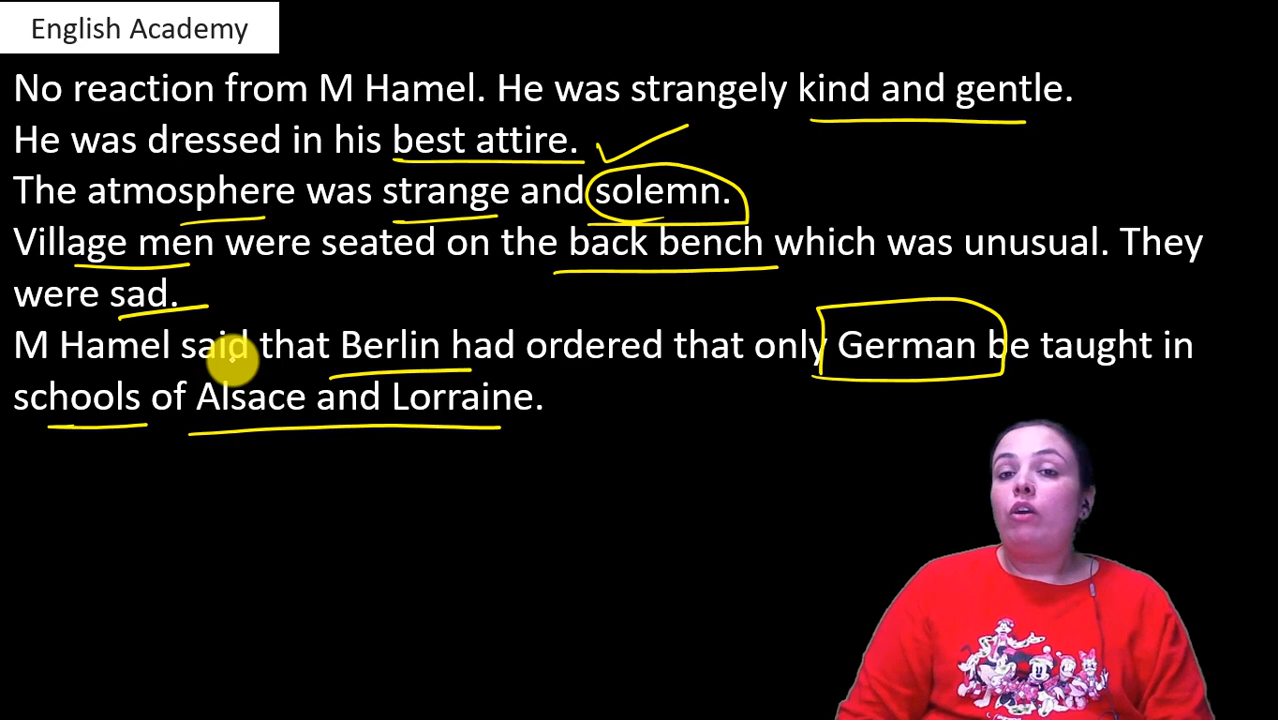 English Academy
No reaction from M Hamel. He was strangely kind and gentle.
He was dressed in his best attire.
The atmosphere was strange and solemn.
Village men were seated on the back bench which was unusual. They
were sad.
M Hamel said that Berlin had ordered that only German be taught in
schools of Alsace and Lorraine.